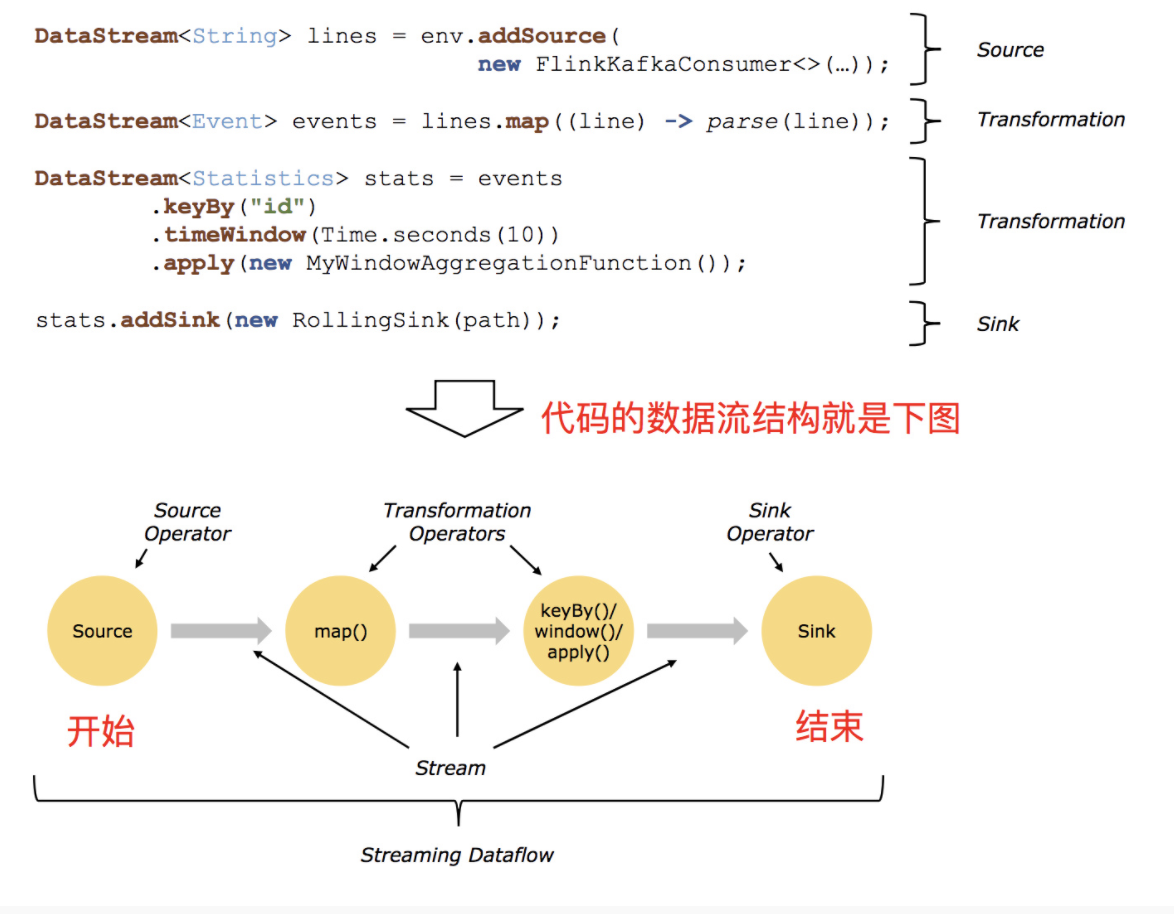 DataStream<String> lines = env.addSource(
new FlinkKafkaConsumer<>(…));
Source
DataStream<Event> events = lines.map((line) -> parse(line));
Transformation
DataStream<Statistics> stats = events
.keyBy("id")
.timeWindow(Time.seconds(10))
.apply(new MyWindowAggregationFunction());
Transformation
stats.addSink(new RollingSink(path));
Sink
代码的数据流结构就是下图
Source
Operator
Transformation
Operators
Sink
Operator
Source
map()
keyBy()/
window()/
apply()
Sink
开始
结束
Stream
Streaming Dataflow